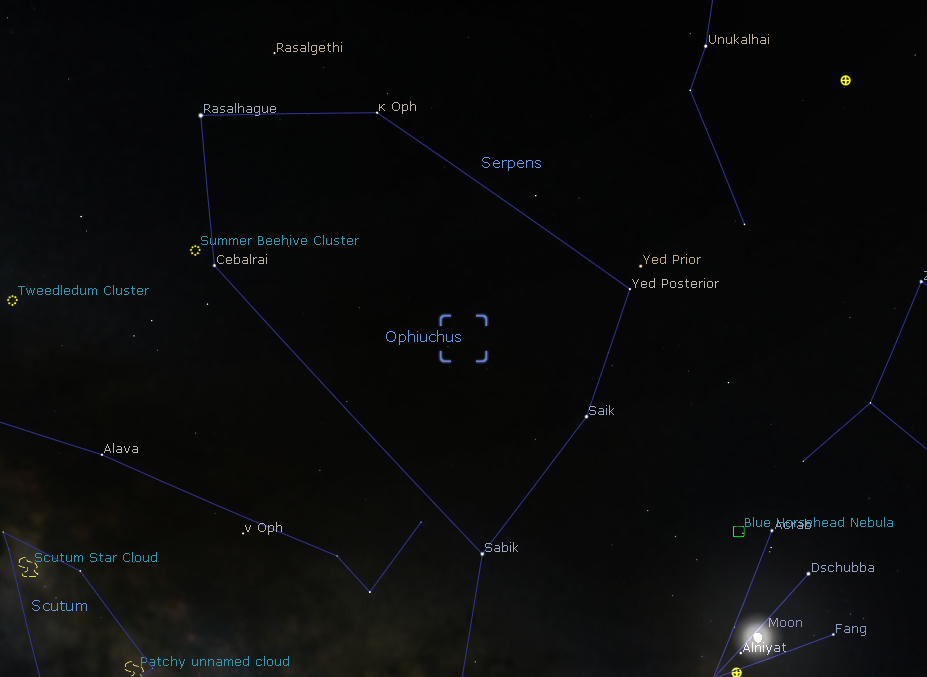 Unukalhai
Rasalgethi
Rasalhague
κ Oph
Serpens
Summer Beehive Cluster
Cebalrai
Yed Prior
Yed Posterior
Tweedledum Cluster
Ophiuchus
Saik
Alava
ν Oph
Blue Horsehead Nebula
Acrab
Sabik
Scutum Star Cloud
Dschubba
Scutum
Moon
Fang
Alniyat
Patchy unnamed cloud